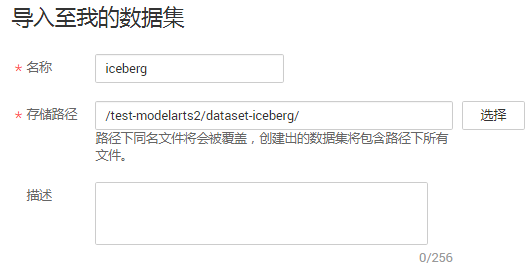 导入至我的数据集
* 名称 iceberg
* 存储路径 /test-modelarts2/dataset-iceberg/ 选择
路径下同名文件将会被覆盖，创建出的数据集将包含路径下所有
文件。
描述
0/256